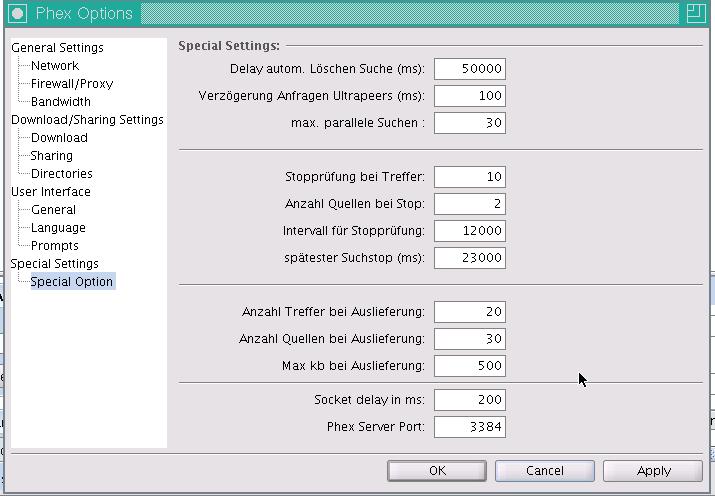 Phex Options
General Settings
Network
Firewall/Proxy
Bandwidth
Download/Sharing Settings
Download
Sharing
Directories
User Interface
General
Language
Prompts
Special Settings
Special Option
Special Settings:
Delay autom. Löschen Suche (ms): 50000
Verzögerung Anfragen Ultrapeers (ms): 100
max. parallele Suchen : 30
Stopprüfung bei Treffer: 10
Anzahl Quellen bei Stop: 2
Intervall für Stopprüfung: 12000
spätester Suchstop (ms): 23000
Anzahl Treffer bei Auslieferung: 20
Anzahl Quellen bei Auslieferung: 30
Max kb bei Auslieferung: 500
Socket delay in ms: 200
Phex Server Port: 3384
OK Cancel Apply